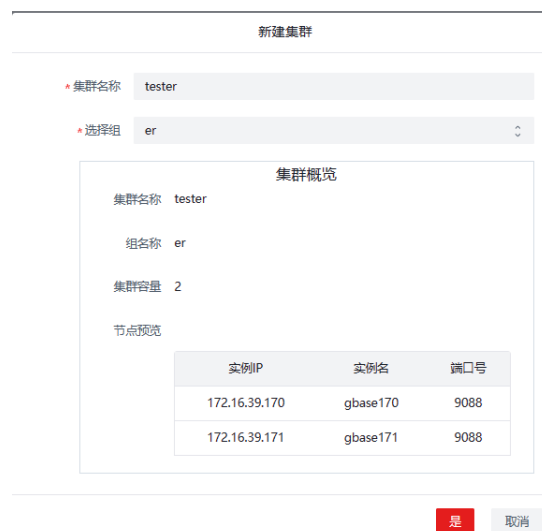 新建集群
*集群名称 tester
*选择组 er
集群概览
集群名称 tester
组名称 er
集群容量 2
节点预览
实例IP 实例名 端口号
172.16.39.170 gbase170 9088
172.16.39.171 gbase171 9088
是 取消